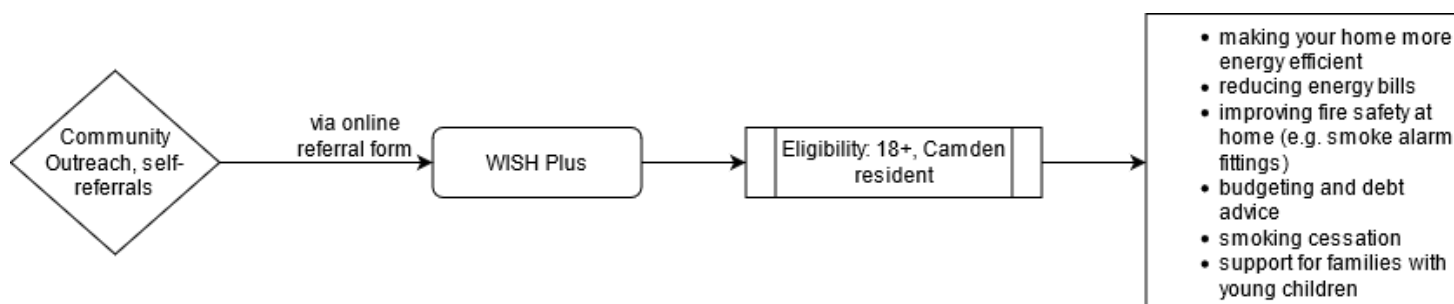 Community
Outreach, self-
referrals
via online
referral form
WISH Plus
Eligibility: 18+, Camden
resident
• making your home more
energy efficient
• reducing energy bills
• improving fire safety at
home (e.g. smoke alarm
fittings)
• budgeting and debt
advice
• smoking cessation
• support for families with
young children